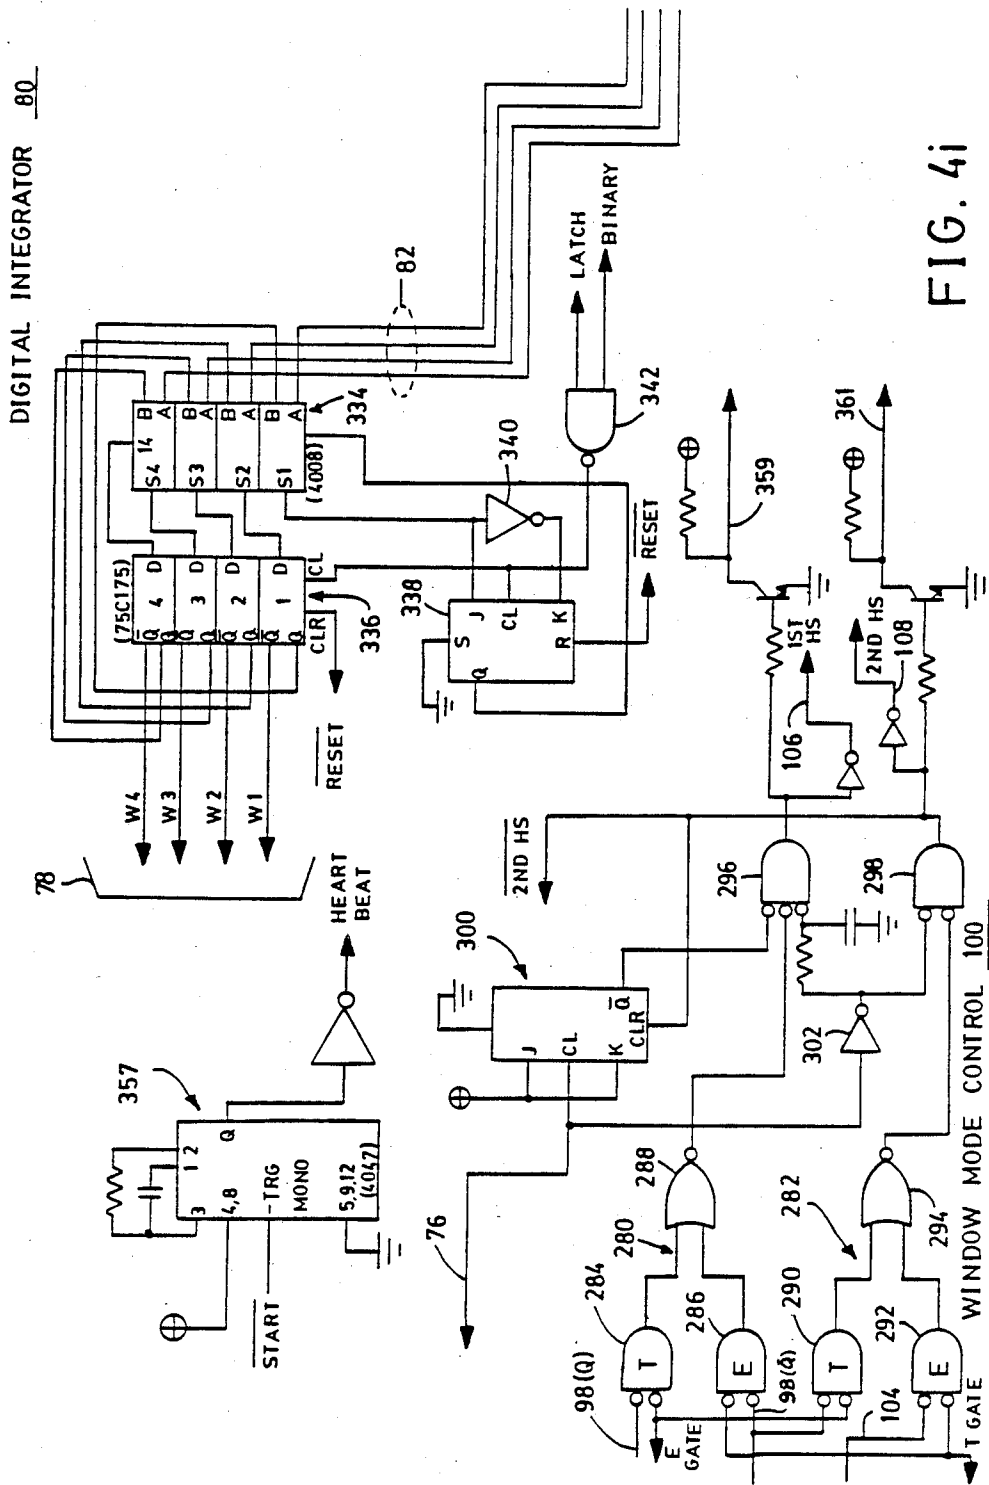 DIGITAL INTEGRATOR 80
78
W4
W3
W2
W1
(75C175)
Q̅ 4 D
Q
Q 3 D
Q̅
Q̅ 2 D
Q
Q̅ 1 D
Q
CLR
CL
336
RESET
14
B
A
S4
B
A
S3
B
A
S2
B
A
S1
(4008)
334
82
357
3
1 2
4,8
Q
-TRG
MONO
5,9,12
(4047)
START
HEART
BEAT
338
S
J
CL
K
R
Q
340
342
LATCH
BINARY
RESET
76
300
J
CL
K
Q̅
CLR
2ND HS
296
298
302
106
1ST
HS
2ND HS
108
359
361
98(Q)
E
GATE
284
T
286
E
280
288
98(Q̅)
290
T
292
E
282
294
104
T GATE
WINDOW MODE CONTROL 100
FIG. 4i